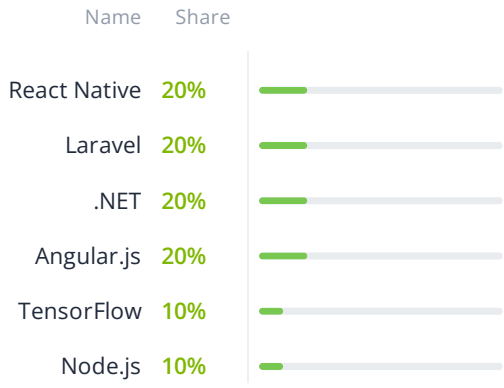 Name Share
React Native 20%
Laravel 20%
.NET 20%
Angular.js 20%
TensorFlow 10%
Node.js 10%